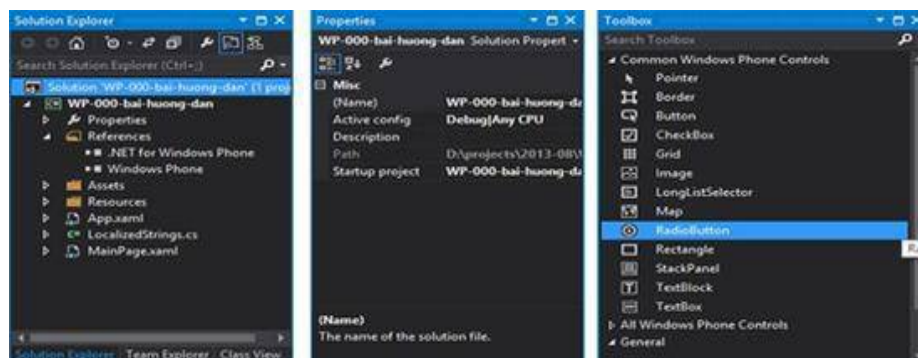 Solution Explorer
Search Solution Explorer (Ctrl+;)
Solution 'WP-000-bai-huong-dan' (1 proj
WP-000-bai-huong-dan
Properties
References
.NET for Windows Phone
Windows Phone
Assets
Resources
App.xaml
LocalizedStrings.cs
MainPage.xaml
Solution Explorer Team Explorer Class View
Properties
WP-000-bai-huong-dan Solution Propert
Misc
(Name) WP-000-bai-huong-da
Active config Debug|Any CPU
Description
Path D:\projects\2013-08\
Startup project WP-000-bai-huong-da
(Name)
The name of the solution file.
Toolbox
Search Toolbox
Common Windows Phone Controls
Pointer
Border
Button
CheckBox
Grid
Image
LongListSelector
Map
RadioButton
Rectangle
StackPanel
TextBlock
TextBox
All Windows Phone Controls
General